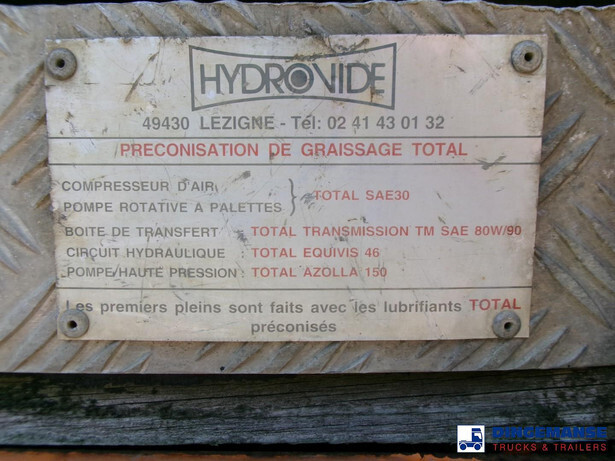 HYDROVIDE
49430 LEZIGNE - Tél: 02 41 43 01 32
PRECONISATION DE GRAISSAGE TOTAL
COMPRESSEUR D'AIR
POMPE ROTATIVE A PALETTES
TOTAL SAE30
BOITE DE TRANSFERT : TOTAL TRANSMISSION TM SAE 80W/90
CIRCUIT HYDRAULIQUE : TOTAL EQUIVIS 46
POMPE/HAUTE PRESSION : TOTAL AZOLLA 150
Les premiers pleins sont faits avec les lubrifiants TOTAL
préconisés
DINGEMANSE
TRUCKS & TRAILERS